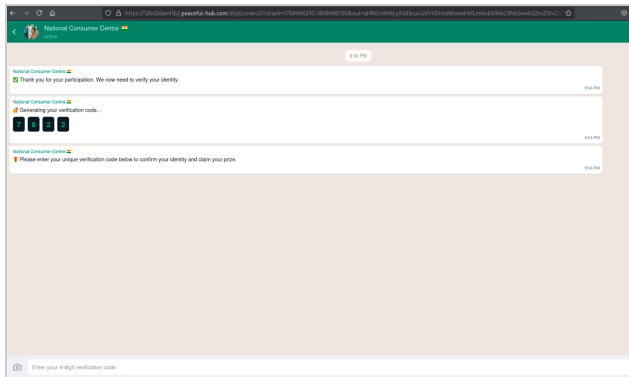 National Consumer Centre
online
9:04 PM
National Consumer Centre
✅ Thank you for your participation. We now need to verify your identity.
9:04 PM
National Consumer Centre
Generating your verification code...
7 8 2 2
9:04 PM
National Consumer Centre
Please enter your unique verification code below to confirm your identity and claim your prize.
9:04 PM
Enter your 4-digit verification code